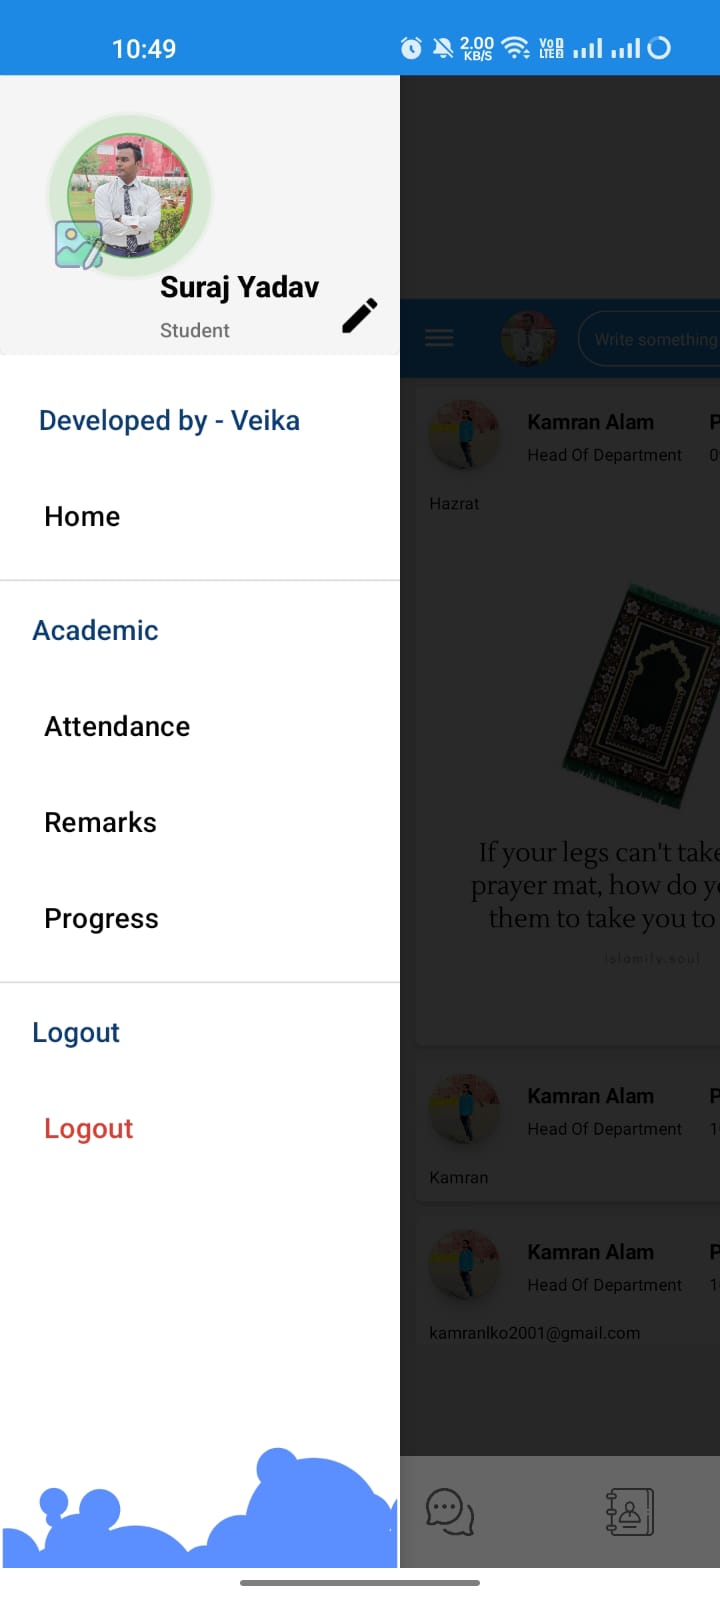 10:49
2.00
KB/S
Vo
LTE 2
Suraj Yadav
Student
Developed by - Veika
Home
Academic
Attendance
Remarks
Progress
Logout
Logout
Write something
Kamran Alam
Head Of Department
Hazrat
If your legs can't take
prayer mat, how do
them to take you to
islamify.soul
Kamran Alam
Head Of Department
Kamran
Kamran Alam
Head Of Department
kamranlko2001@gmail.com